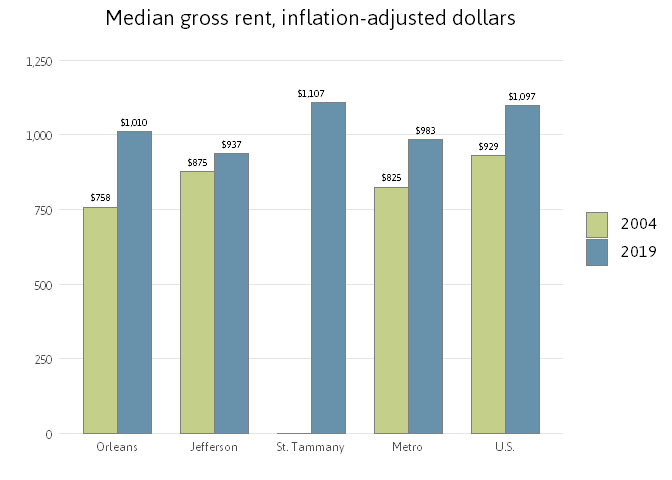 Median gross rent, inflation-adjusted dollars
1,250
1,000
750
500
250
0
$758
$1,010
$875
$937
$1,107
$825
$983
$929
$1,097
Orleans
Jefferson
St. Tammany
Metro
U.S.
2004
2019